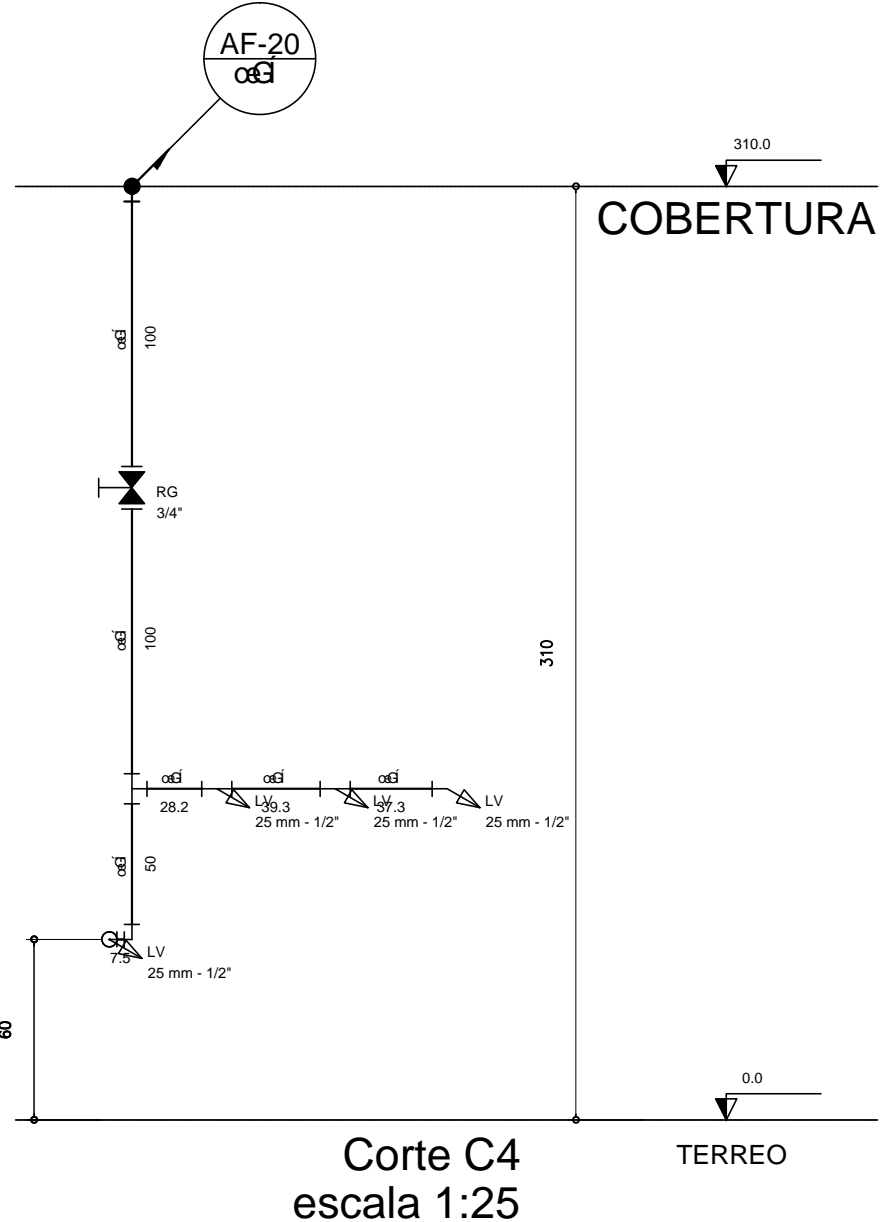 AF-20
310.0
COBERTURA
100
RG
3/4"
100
310
28.2
LV
39.3
LV
37.3
LV
25 mm - 1/2"
25 mm - 1/2"
25 mm - 1/2"
50
LV
7.5
25 mm - 1/2"
60
0.0
Corte C4
TERREO
escala 1:25